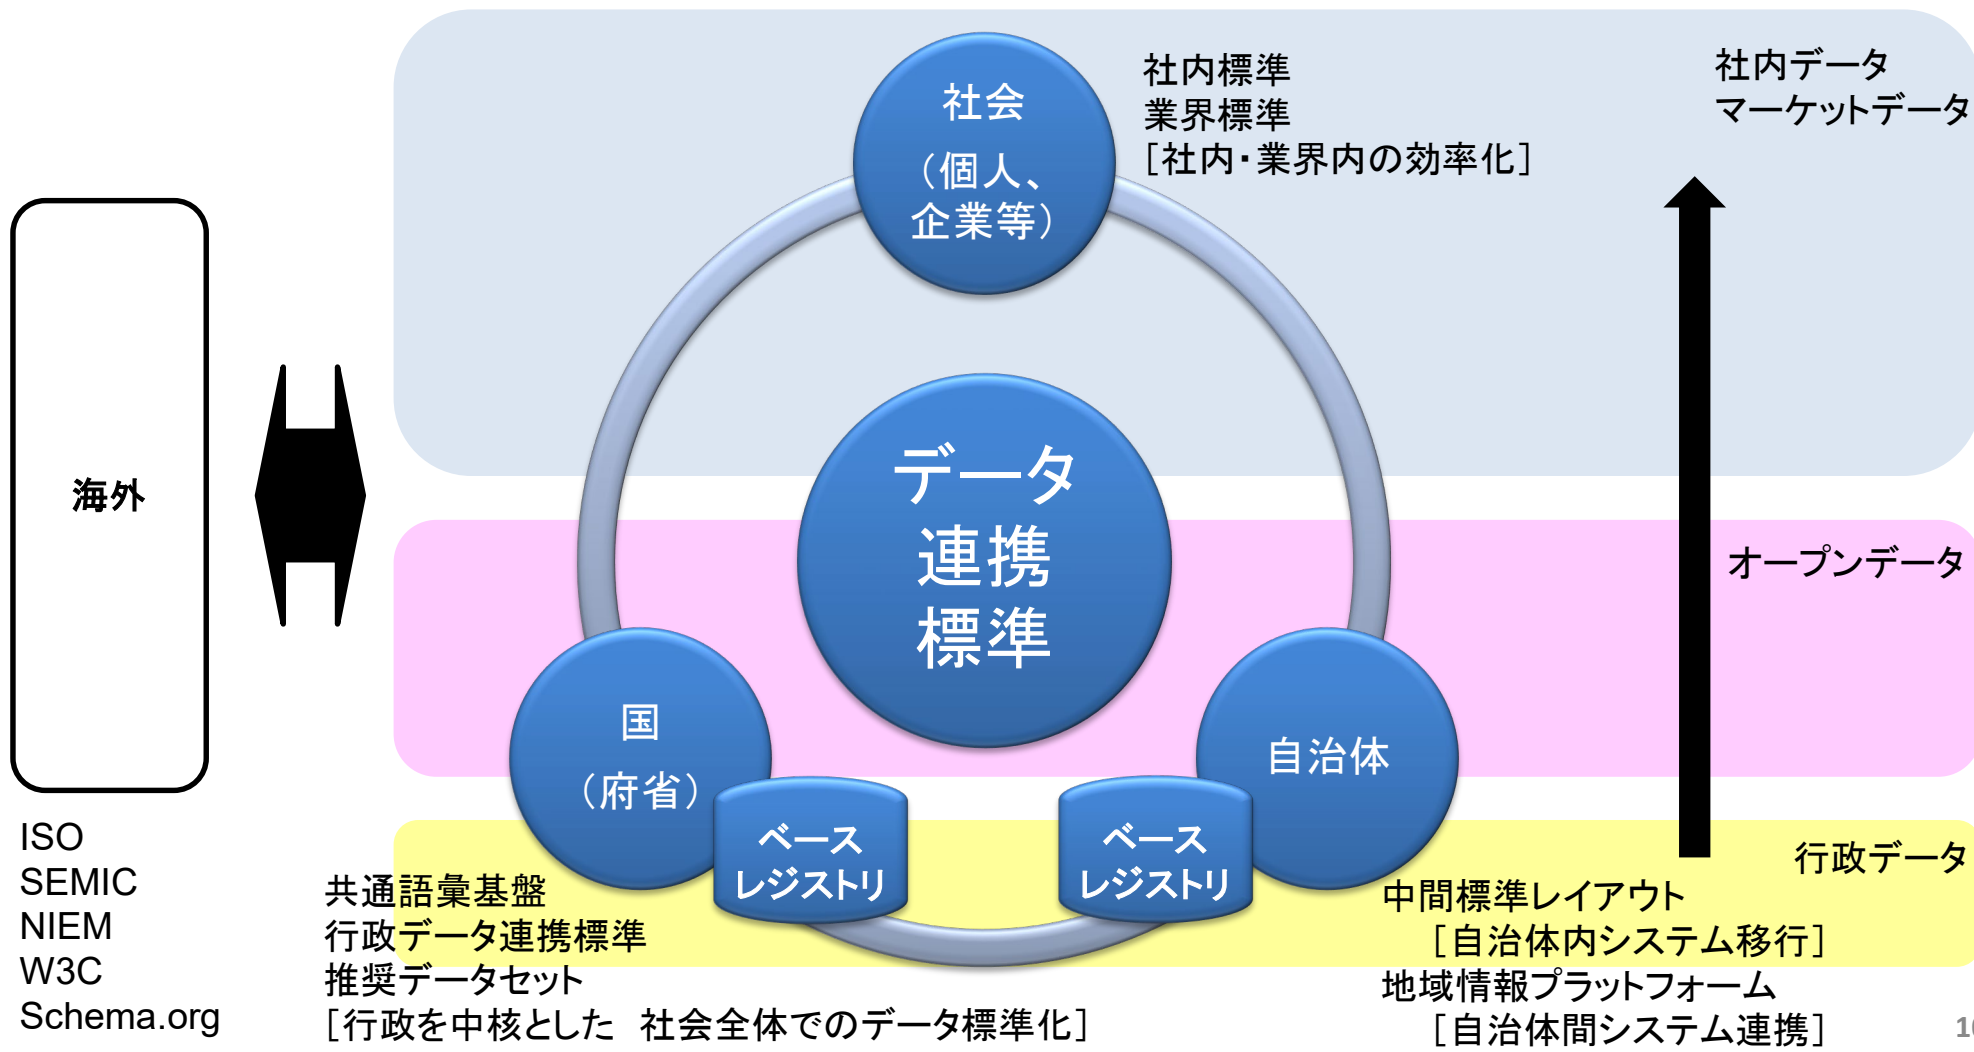 社会
（個人、
企業等）
社内標準
業界標準
［社内・業界内の効率化］
社内データ
マーケットデータ
海外
データ
連携
標準
オープンデータ
国
（府省）
自治体
ベース
レジストリ
ベース
レジストリ
行政データ
ISO
SEMIC
NIEM
W3C
Schema.org
共通語彙基盤
行政データ連携標準
推奨データセット
［行政を中核とした　社会全体でのデータ標準化］
中間標準レイアウト
［自治体内システム移行］
地域情報プラットフォーム
［自治体間システム連携］